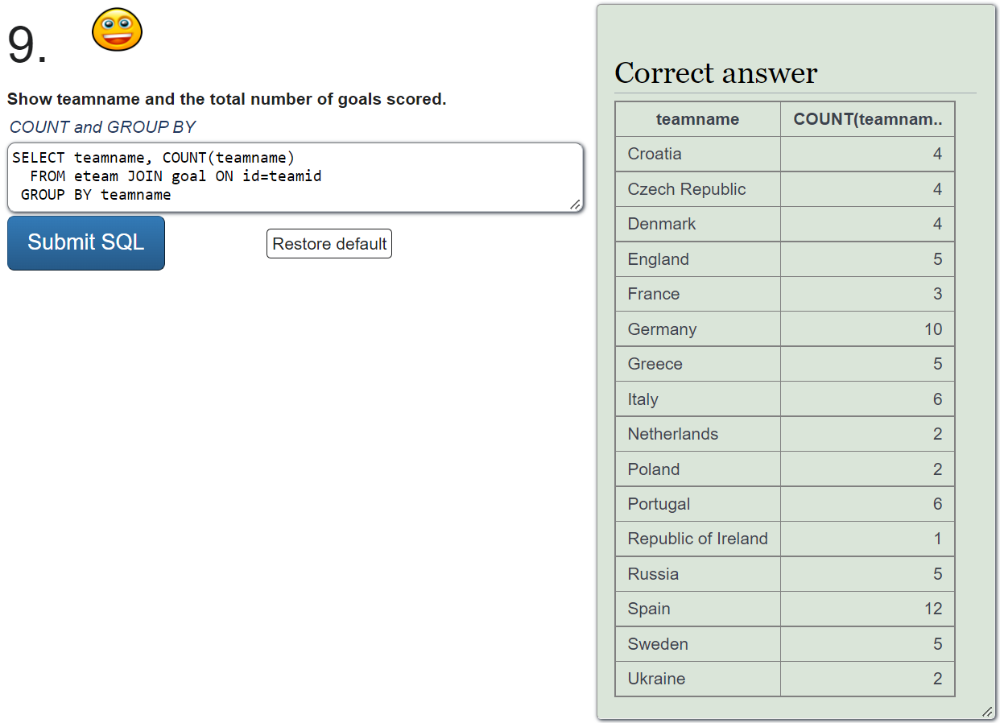 9.
Show teamname and the total number of goals scored.
COUNT and GROUP BY
SELECT teamname, COUNT(teamname)
FROM eteam JOIN goal ON id=teamid
GROUP BY teamname
Submit SQL
Restore default
Correct answer
teamname COUNT(teamnam..
Croatia 4
Czech Republic 4
Denmark 4
England 5
France 3
Germany 10
Greece 5
Italy 6
Netherlands 2
Poland 2
Portugal 6
Republic of Ireland 1
Russia 5
Spain 12
Sweden 5
Ukraine 2